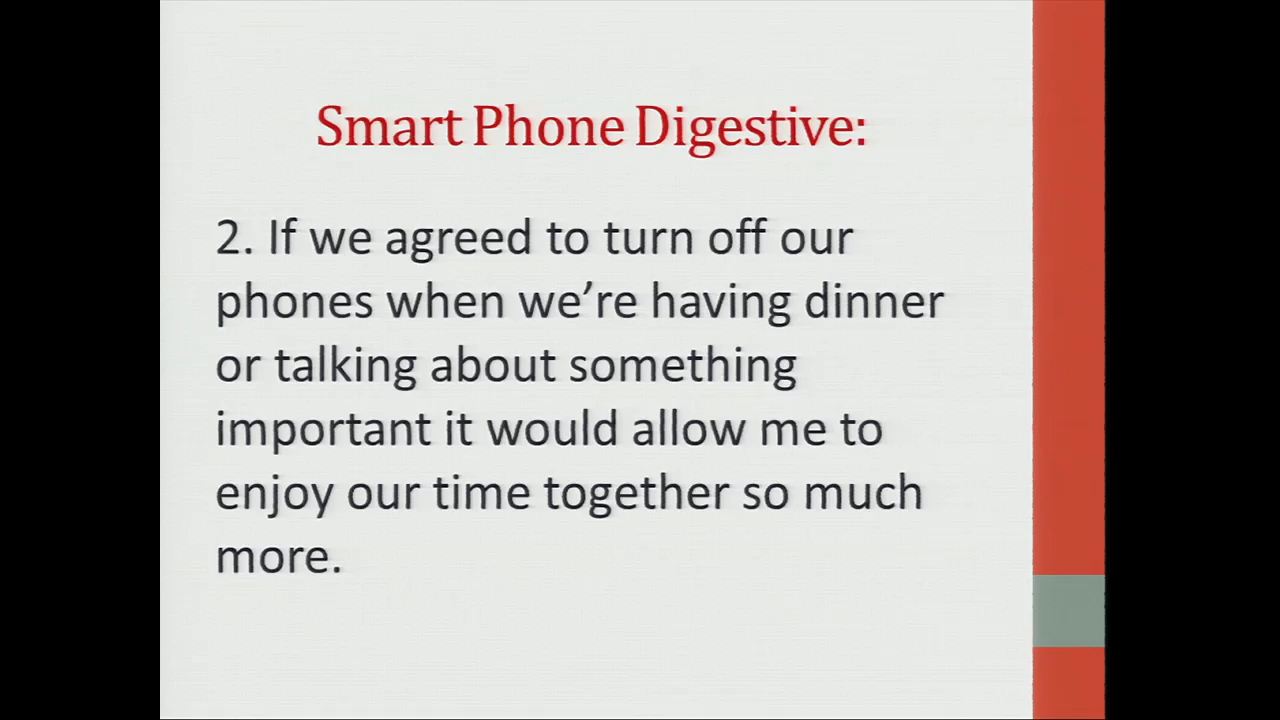 Smart Phone Digestive:
2. If we agreed to turn off our
phones when we’re having dinner
or talking about something
important it would allow me to
enjoy our time together so much
more.